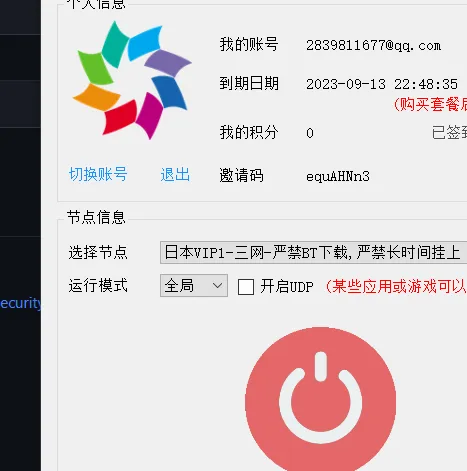 个人信息
我的账号 2839811677@qq.com
到期日期 2023-09-13 22:48:35
(购买套餐后
我的积分 0 已签到
切换账号 退出 邀请码 equAHNn3
节点信息
选择节点 日本VIP1-三网-严禁BT下载,严禁长时间挂上
ecurity
运行模式 全局 开启UDP (某些应用或游戏可以